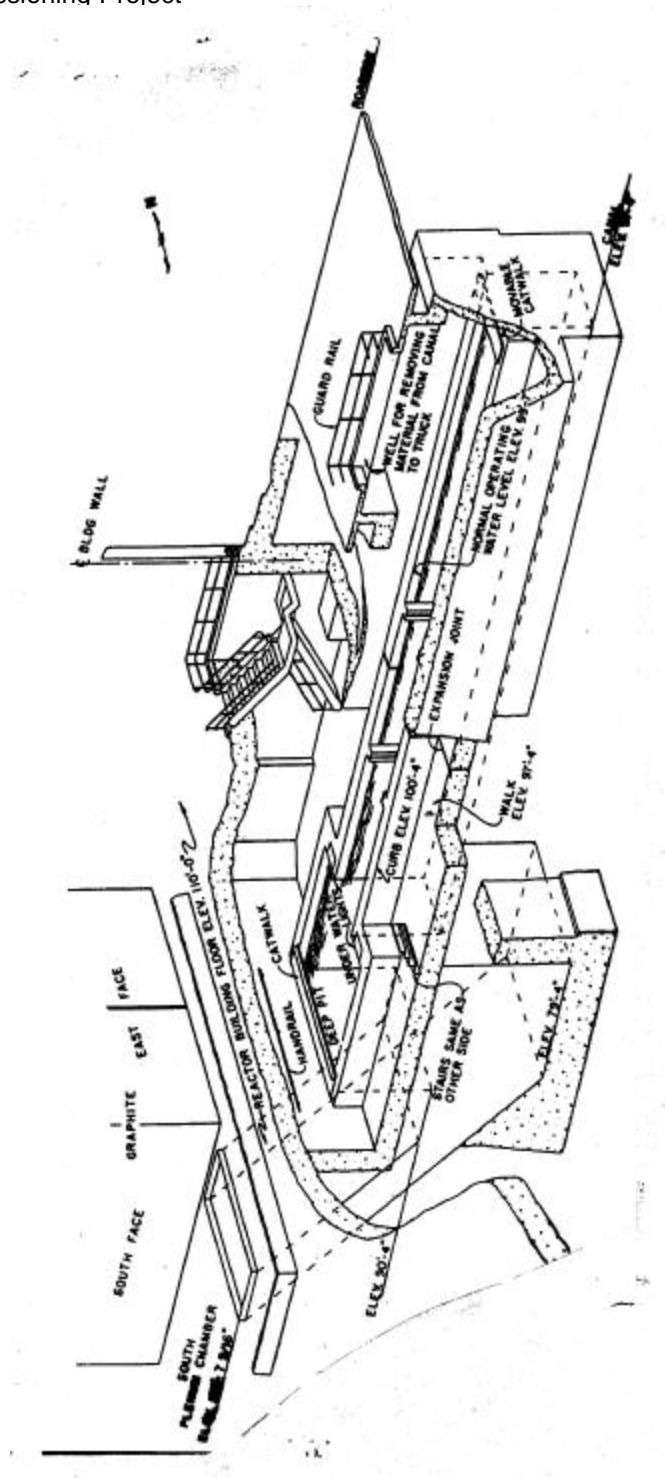 ROADWAY
N
CANAL
ELEV.
MOVABLE
CATWALK
GUARD RAIL
WELL FOR REMOVING
MATERIAL FROM CANAL
TO TRUCK
NORMAL OPERATING
WATER LEVEL ELEV. 99'
℄ BLDG WALL
EXPANSION JOINT
WALK
ELEV. 97'-4"
CURB ELEV. 100'-4"
UNDER WATER
LIGHTS
DEEP PIT
CATWALK
HANDRAIL
REACTOR BUILDING FLOOR ELEV. 110'-0"
STAIRS SAME AS
OTHER SIDE
ELEV. 79'-4"
ELEV. 90'-4"
EAST FACE
GRAPHITE
SOUTH FACE
SOUTH
PLENUM CHAMBER